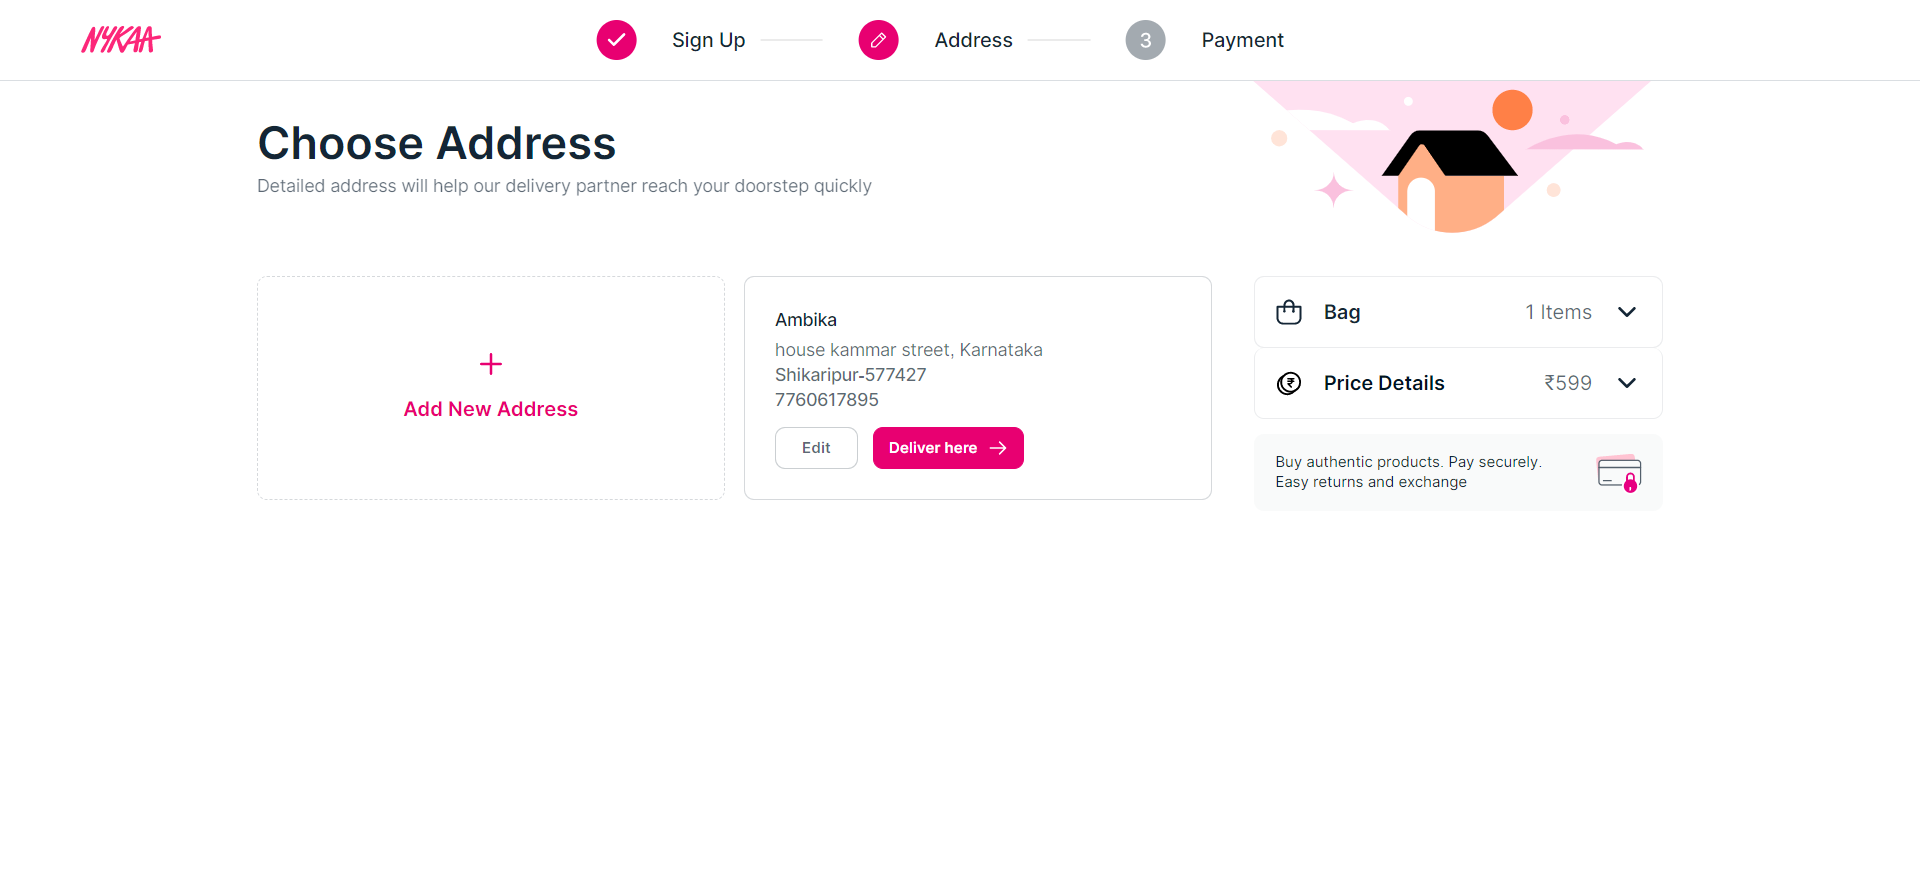 NYKAA
Sign Up
Address
3
Payment
Choose Address
Detailed address will help our delivery partner reach your doorstep quickly
Add New Address
Ambika
house kammar street, Karnataka
Shikaripur-577427
7760617895
Edit
Deliver here
Bag
1 Items
Price Details
₹599
Buy authentic products. Pay securely.
Easy returns and exchange